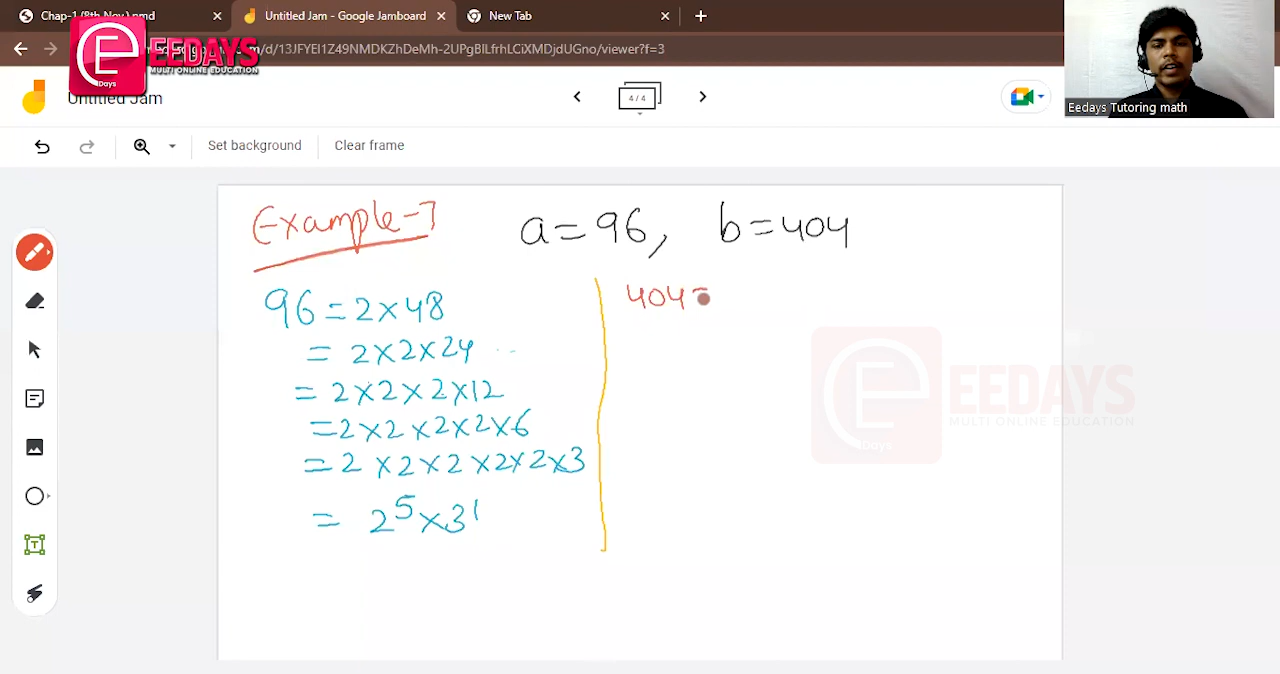 Chap-1 (8th Nov ).pmd
Untitled Jam - Google Jamboard
New Tab
/d/13JFYEl1Z49NMDKZhDeMh-2UPgBILfrhLCiXMDjdUGno/viewer?f=3
EEDAYS
MULTI ONLINE EDUCATION
Days
Untitled Jam
4 / 4
Eedays Tutoring math
Set background
Clear frame
Example-7
a=96, b=404
96=2×48
= 2×2×24
= 2×2×2×12
=2×2×2×2×6
=2×2×2×2×2×3
= 2⁵×3¹
404=
EEDAYS
MULTI ONLINE EDUCATION
Days